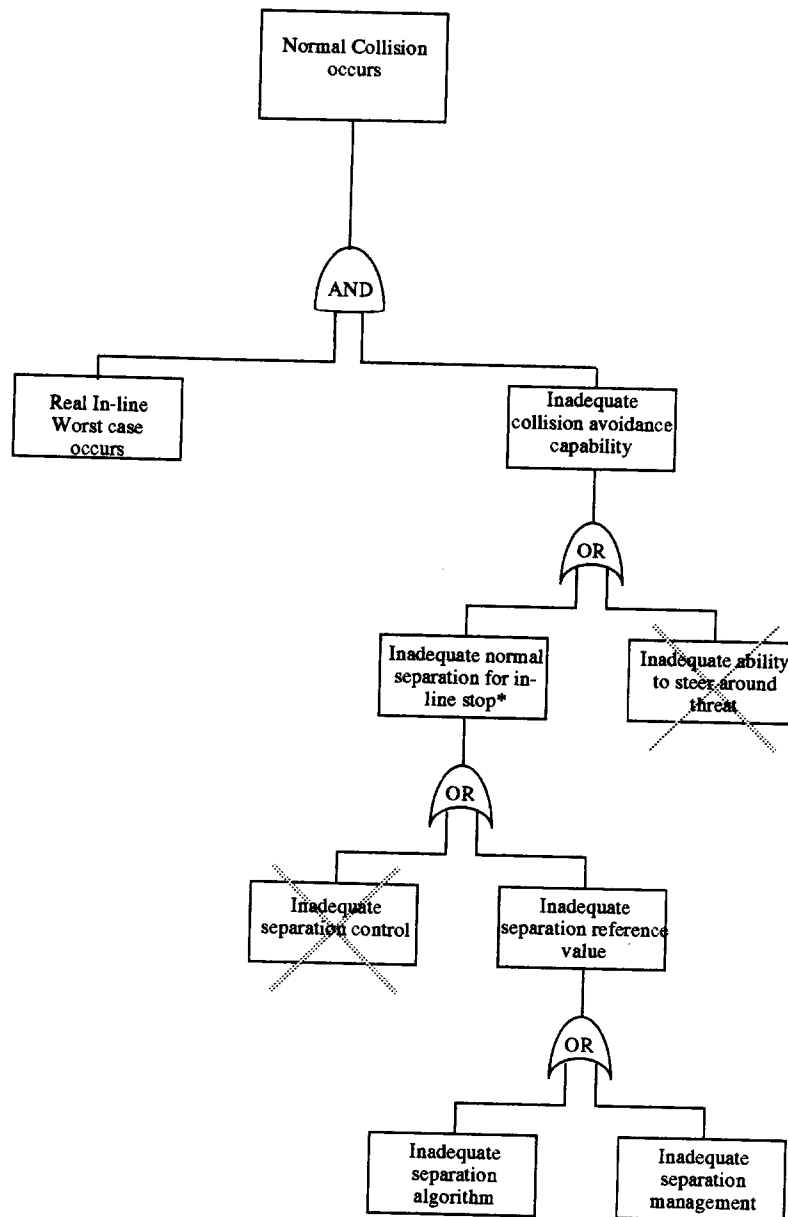 Normal Collision
occurs
AND
Real In-line
Worst case
occurs
Inadequate
collision avoidance
capability
OR
Inadequate normal
separation for in-
line stop*
Inadequate ability
to steer around
threat
OR
Inadequate
separation control
Inadequate
separation reference
value
OR
Inadequate
separation
algorithm
Inadequate
separation
management